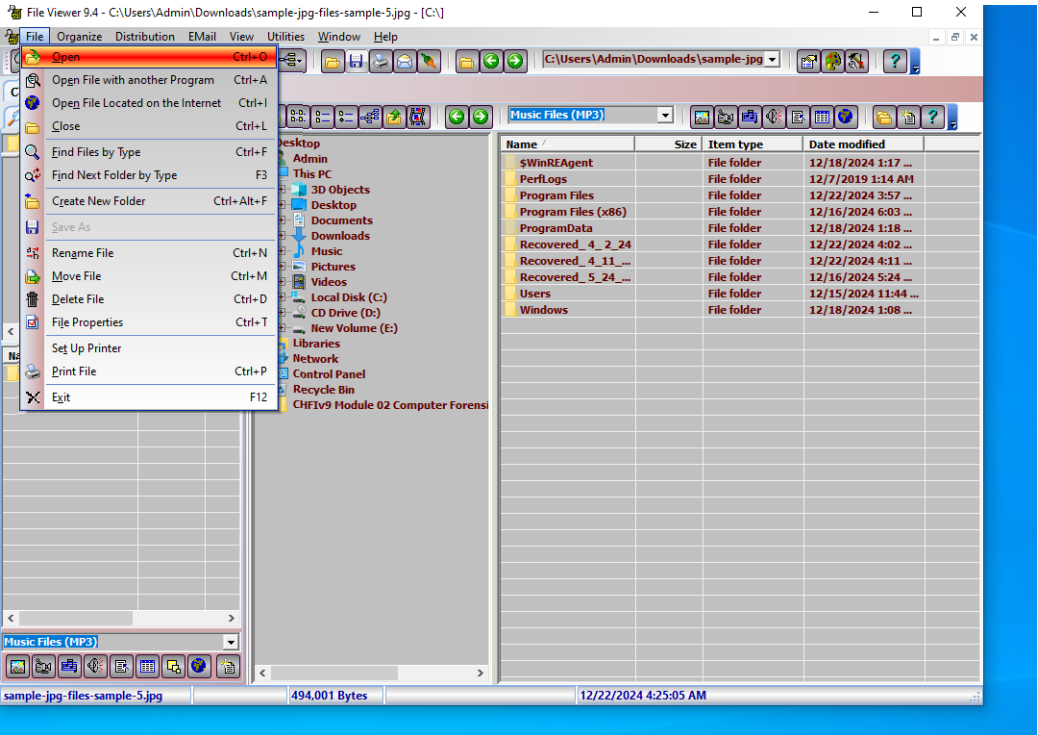 File Viewer 9.4 - C:\Users\Admin\Downloads\sample-jpg-files-sample-5.jpg - [C:\]
File Organize Distribution EMail View Utilities Window Help
C:\Users\Admin\Downloads\sample-jpg
Open Ctrl+O
Open File with another Program Ctrl+A
Open File Located on the Internet Ctrl+I
Close Ctrl+L
Find Files by Type Ctrl+F
Find Next Folder by Type F3
Create New Folder Ctrl+Alt+F
Save As
Rename File Ctrl+N
Move File Ctrl+M
Delete File Ctrl+D
File Properties Ctrl+T
Set Up Printer
Print File Ctrl+P
Exit F12
Music Files (MP3)
Desktop
Admin
This PC
3D Objects
Desktop
Documents
Downloads
Music
Pictures
Videos
Local Disk (C:)
CD Drive (D:)
New Volume (E:)
Libraries
Network
Control Panel
Recycle Bin
CHFIv9 Module 02 Computer Forensi
Name Size Item type Date modified
$WinREAgent File folder 12/18/2024 1:17 ...
PerfLogs File folder 12/7/2019 1:14 AM
Program Files File folder 12/22/2024 3:57 ...
Program Files (x86) File folder 12/16/2024 6:03 ...
ProgramData File folder 12/18/2024 1:18 ...
Recovered_ 4_ 2_24 File folder 12/22/2024 4:02 ...
Recovered_ 4_11_... File folder 12/22/2024 4:11 ...
Recovered_ 5_24_... File folder 12/16/2024 5:24 ...
Users File folder 12/15/2024 11:44 ...
Windows File folder 12/18/2024 1:08 ...
Music Files (MP3)
sample-jpg-files-sample-5.jpg 494,001 Bytes 12/22/2024 4:25:05 AM